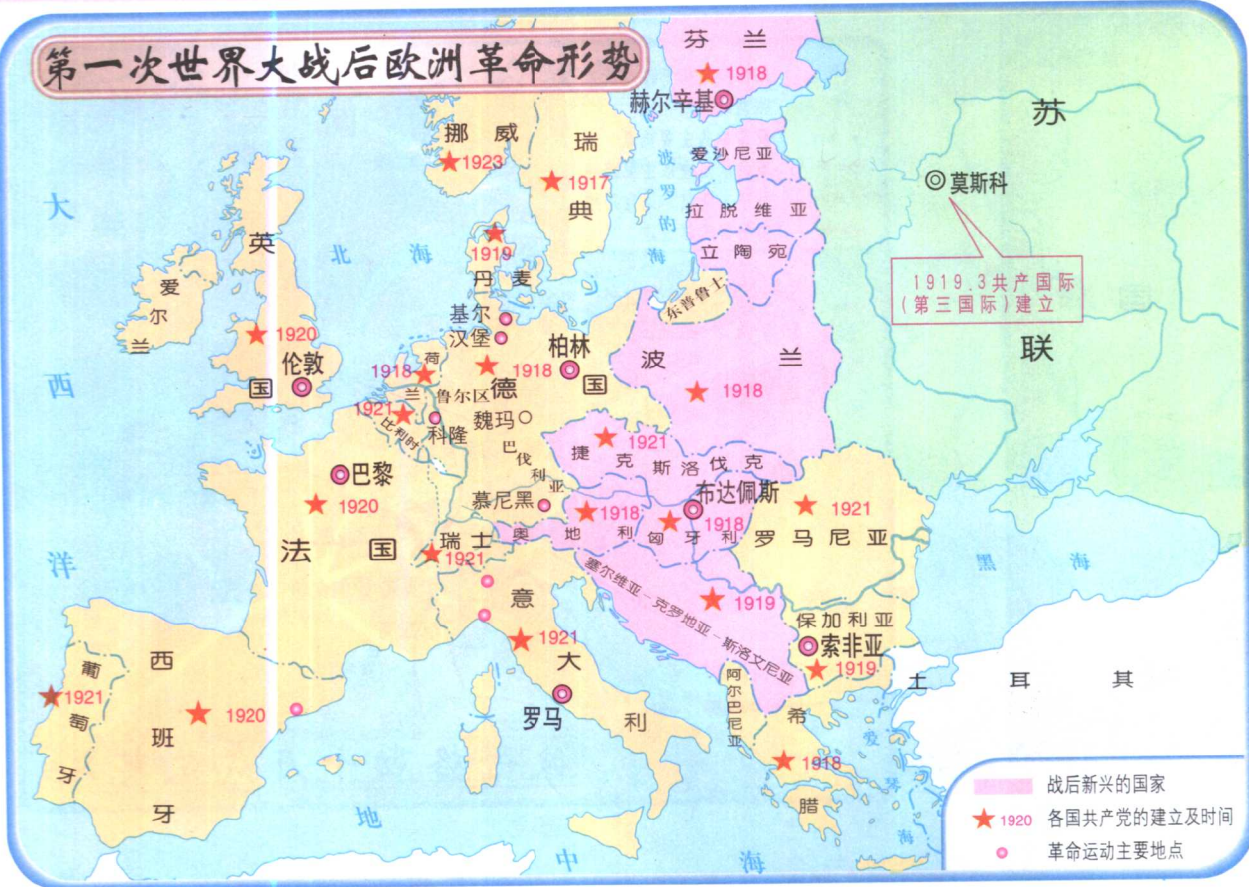 第一次世界大战后欧洲革命形势
芬兰
1918
赫尔辛基
苏
挪威
1923
瑞
1917
典
波罗的海
爱沙尼亚
莫斯科
拉脱维亚
大
英
北海
1919
丹麦
立陶宛
东普鲁士
1919.3共产国际
(第三国际)建立
爱尔兰
基尔
汉堡
1920
伦敦
柏林
联
西
国
荷
1918
兰
1918
德
国
波兰
1918
鲁尔区
1921
比利时
科隆
魏玛
巴伐利亚
1921
捷克斯洛伐克
巴黎
1920
慕尼黑
布达佩斯
1918
1918
1921
法国
瑞士
1921
奥地利
匈牙利
罗马尼亚
洋
黑海
塞尔维亚-克罗地亚-斯洛文尼亚
1919
意
1921
大
保加利亚
索非亚
1919
葡
1921
萄
牙
西
1920
班
牙
罗马
利
阿尔巴尼亚
土耳其
希
1918
腊
爱琴海
地中海
战后新兴的国家
1920 各国共产党的建立及时间
革命运动主要地点